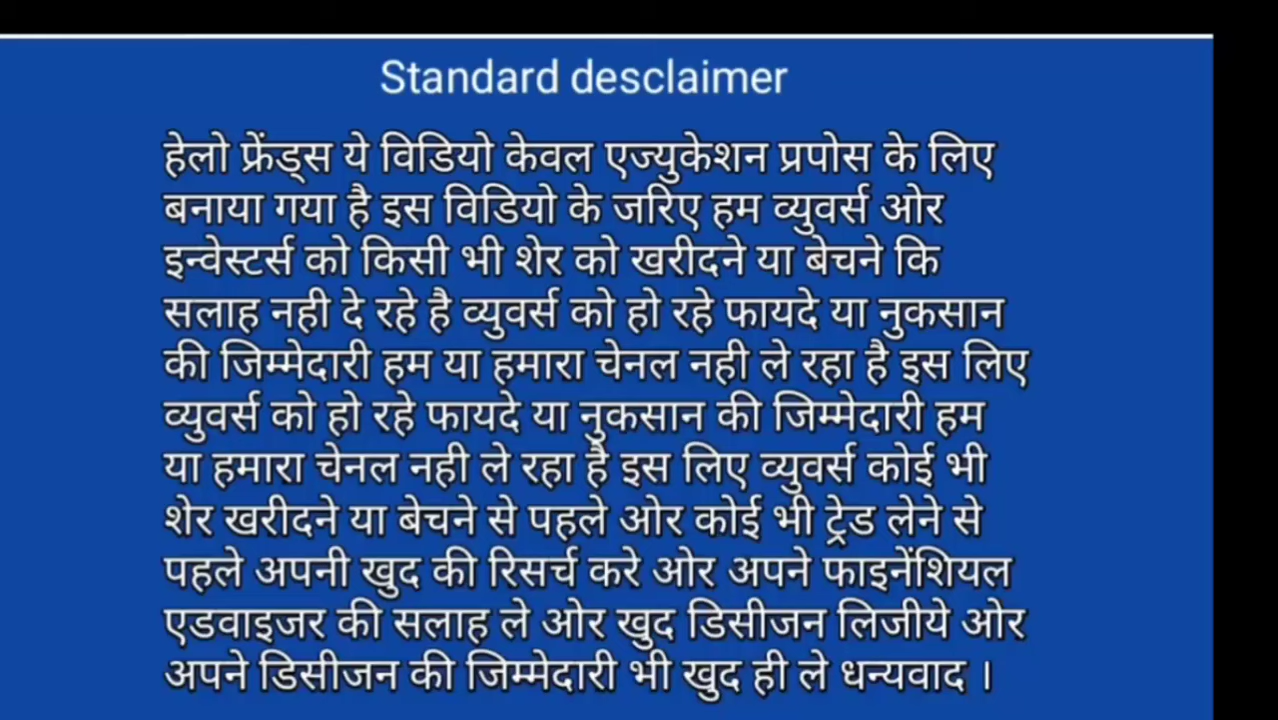 Standard desclaimer
हेलो फ्रेंड्स ये विडियो केवल एज्युकेशन प्रपोस के लिए
बनाया गया है इस विडियो के जरिए हम व्युवर्स ओर
इन्वेस्टर्स को किसी भी शेर को खरीदने या बेचने कि
सलाह नही दे रहे है व्युवर्स को हो रहे फायदे या नुकसान
की जिम्मेदारी हम या हमारा चेनल नही ले रहा है इस लिए
व्युवर्स को हो रहे फायदे या नुकसान की जिम्मेदारी हम
या हमारा चेनल नही ले रहा है इस लिए व्युवर्स कोई भी
शेर खरीदने या बेचने से पहले ओर कोई भी ट्रेड लेने से
पहले अपनी खुद की रिसर्च करे ओर अपने फाइनेंशियल
एडवाइजर की सलाह ले ओर खुद डिसीजन लिजीये ओर
अपने डिसीजन की जिम्मेदारी भी खुद ही ले धन्यवाद ।